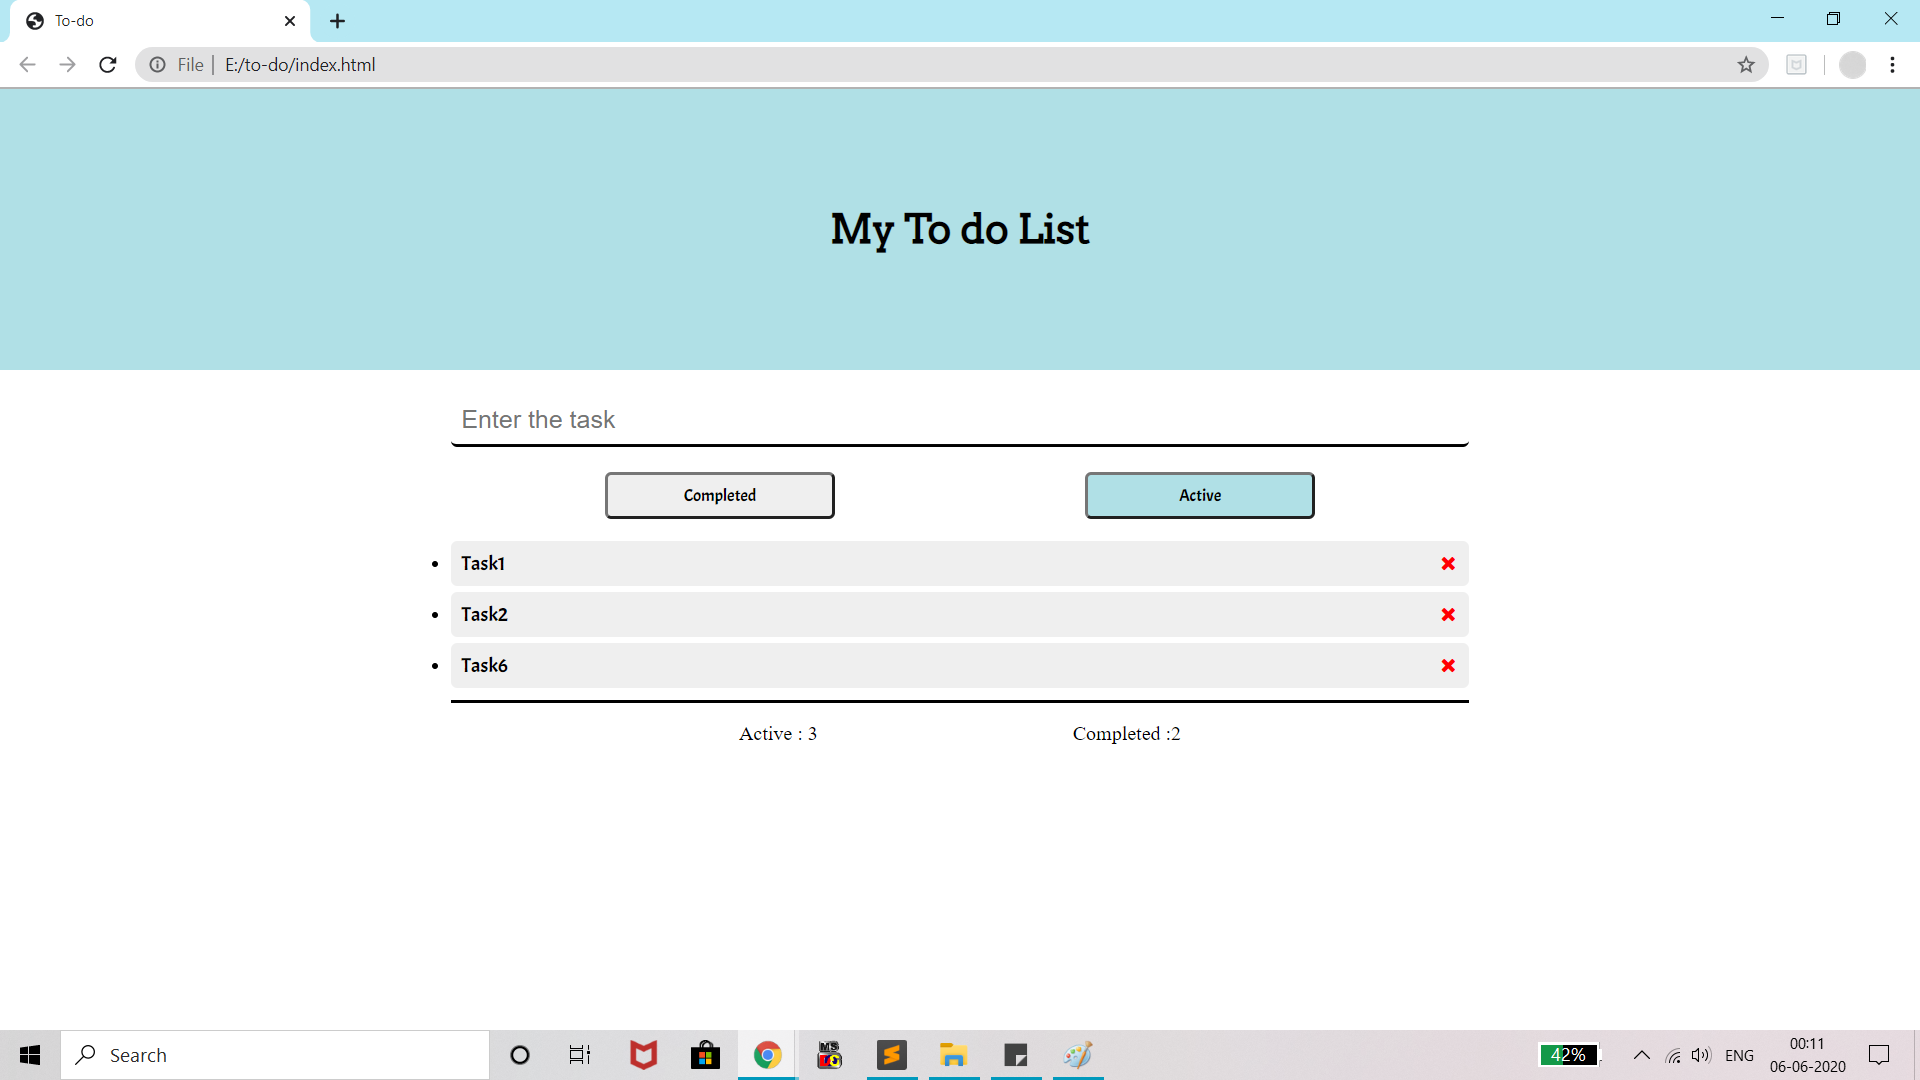 To-do
File | E:/to-do/index.html
My To do List
Enter the task
Completed
Active
Task1
Task2
Task6
Active : 3
Completed :2
Search
MS
42%
ENG
00:11
06-06-2020